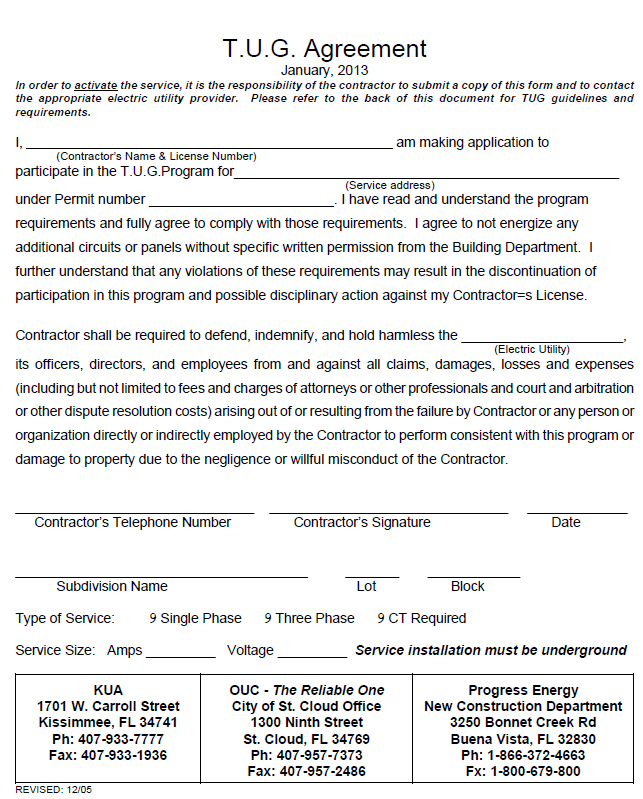 T.U.G. Agreement
January, 2013
In order to activate the service, it is the responsibility of the contractor to submit a copy of this form and to contact
the appropriate electric utility provider.  Please refer to the back of this document for TUG guidelines and
requirements.
I, ________________________________________________ am making application to
(Contractor's Name & License Number)
participate in the T.U.G.Program for__________________________________________________
(Service address)
under Permit number ________________________. I have read and understand the program
requirements and fully agree to comply with those requirements.  I agree to not energize any
additional circuits or panels without specific written permission from the Building Department.  I
further understand that any violations of these requirements may result in the discontinuation of
participation in this program and possible disciplinary action against my Contractor=s License.
Contractor shall be required to defend, indemnify, and hold harmless the _____________________,
(Electric Utility)
its officers, directors, and employees from and against all claims, damages, losses and expenses
(including but not limited to fees and charges of attorneys or other professionals and court and arbitration
or other dispute resolution costs) arising out of or resulting from the failure by Contractor or any person or
organization directly or indirectly employed by the Contractor to perform consistent with this program or
damage to property due to the negligence or willful misconduct of the Contractor.
Contractor's Telephone Number Contractor's Signature Date
Subdivision Name Lot Block
Type of Service: 9 Single Phase 9 Three Phase 9 CT Required
Service Size: Amps _________ Voltage _________ Service installation must be underground
KUA
1701 W. Carroll Street
Kissimmee, FL 34741
Ph: 407-933-7777
Fax: 407-933-1936
OUC - The Reliable One
City of St. Cloud Office
1300 Ninth Street
St. Cloud, FL 34769
Ph: 407-957-7373
Fax: 407-957-2486
Progress Energy
New Construction Department
3250 Bonnet Creek Rd
Buena Vista, FL 32830
Ph: 1-866-372-4663
Fx: 1-800-679-800
REVISED: 12/05